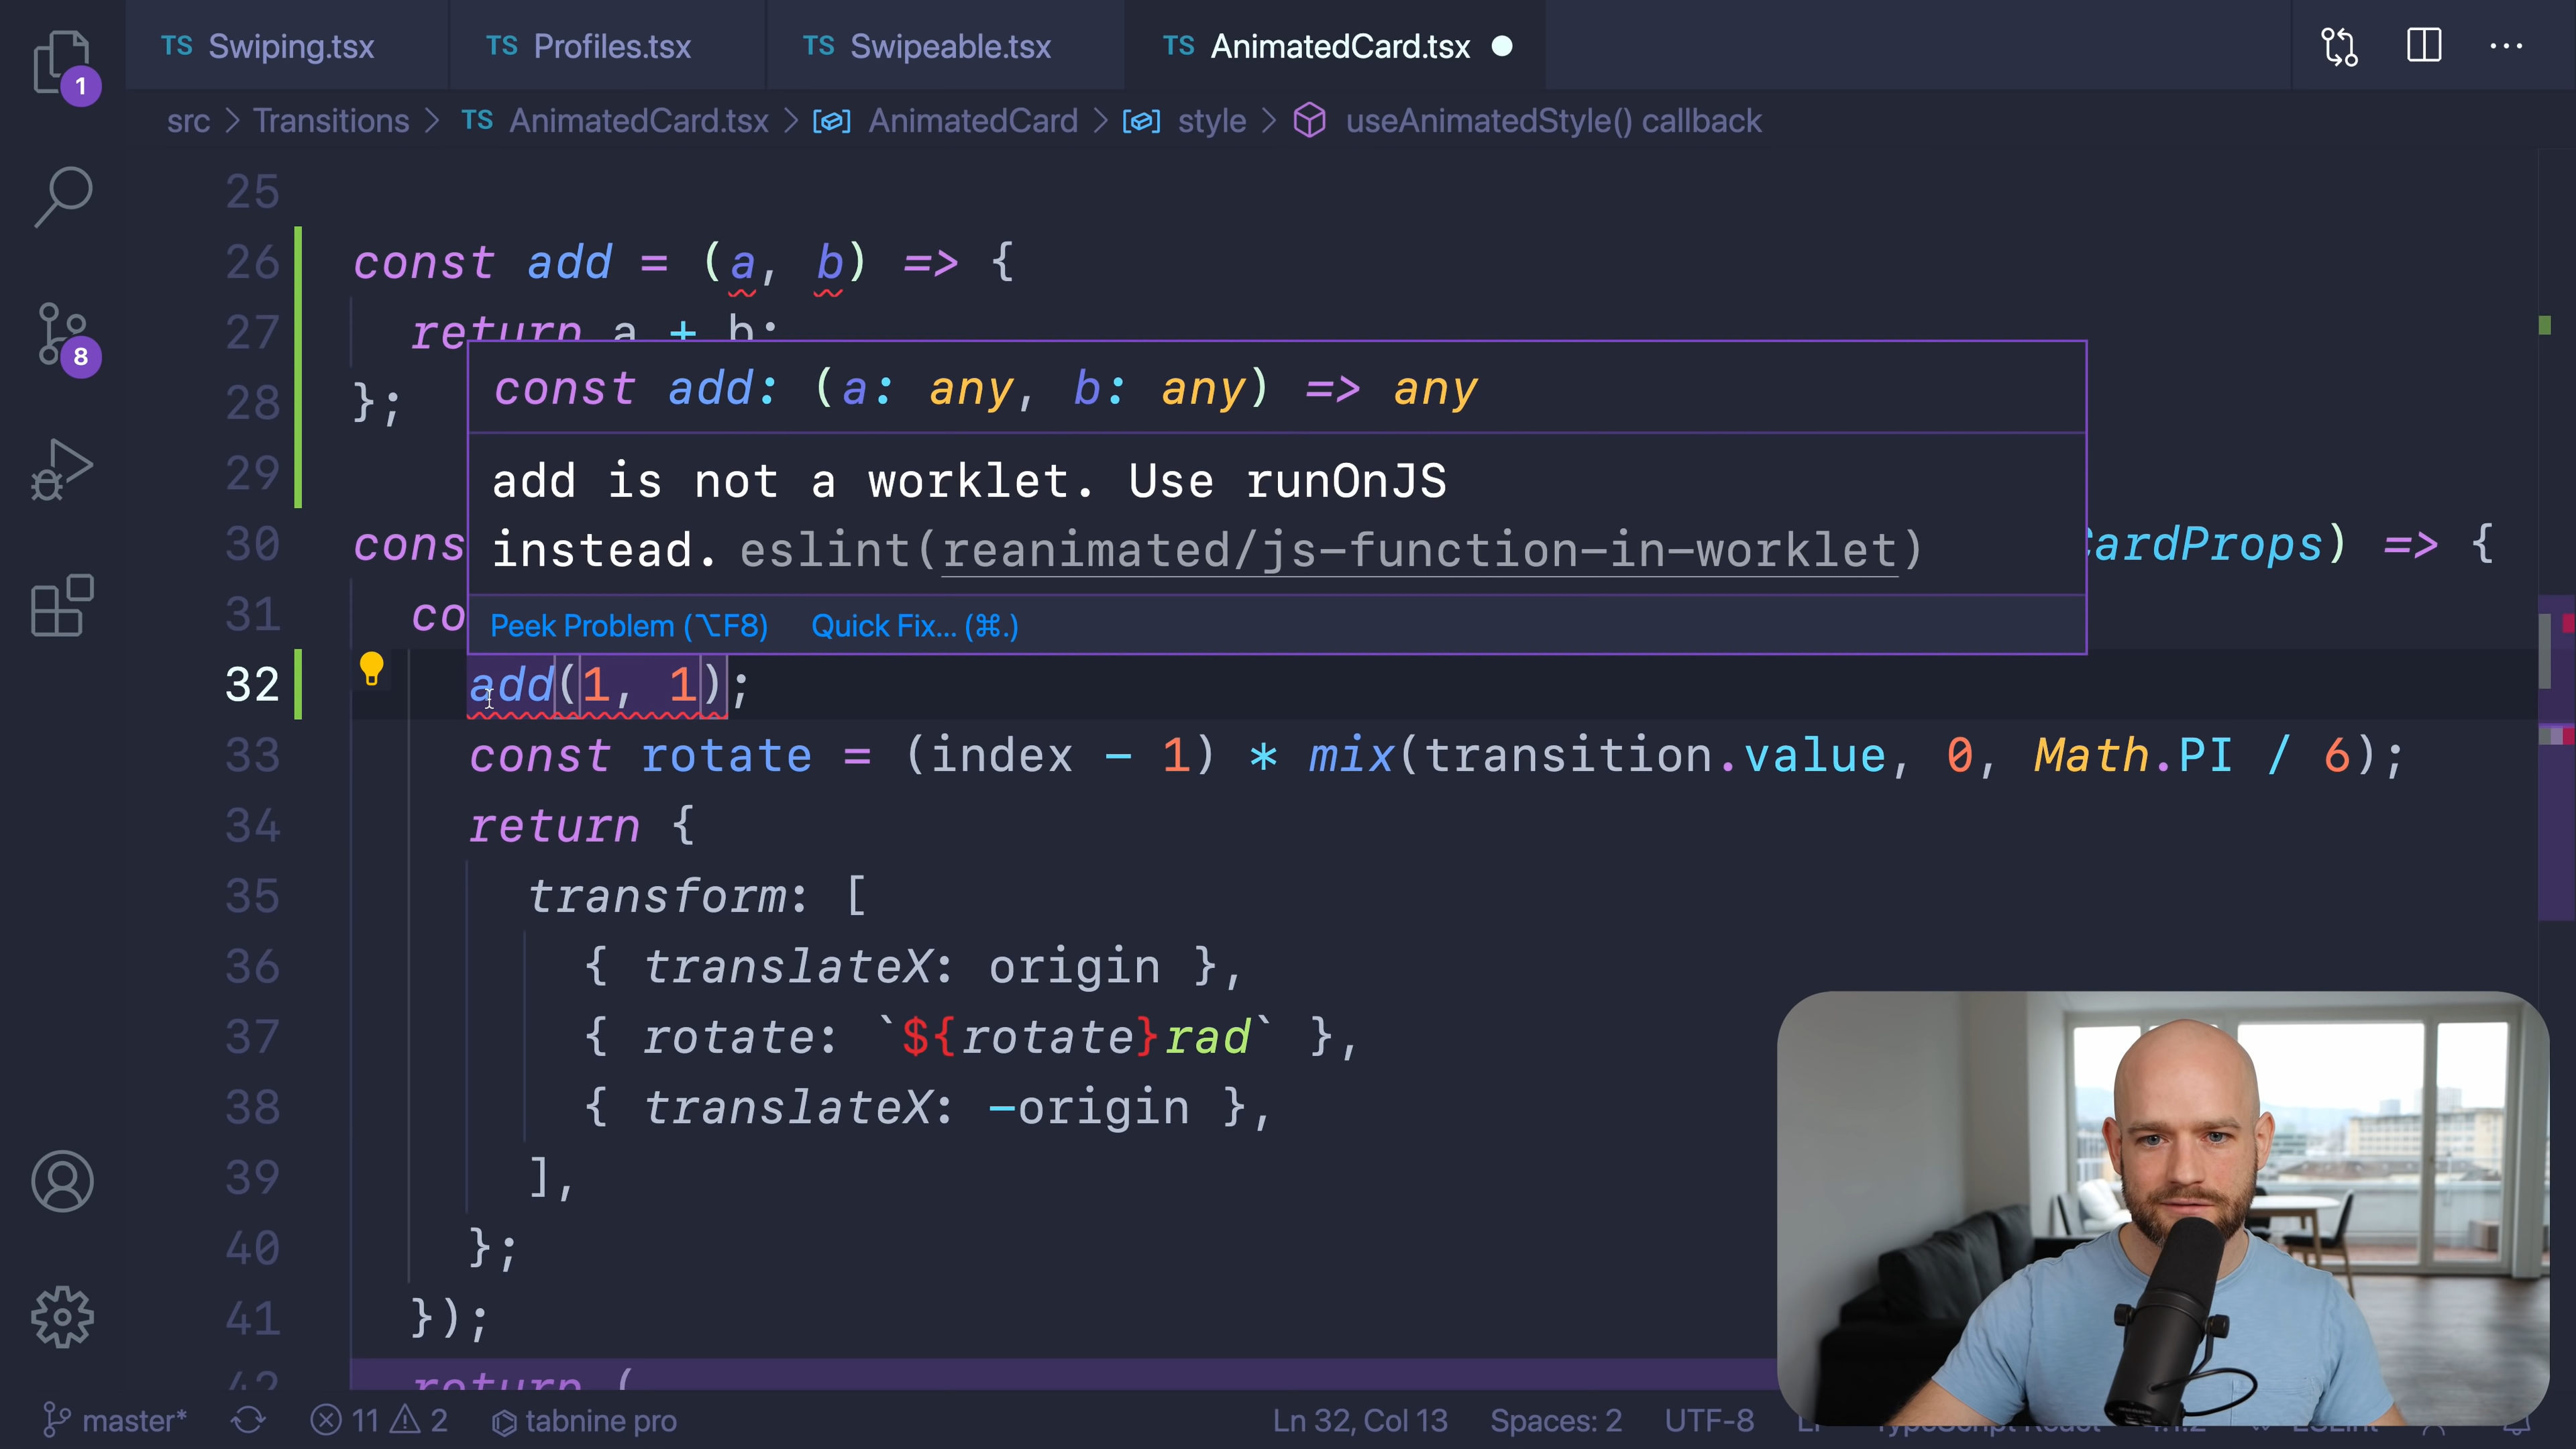 TS Swiping.tsx
TS Profiles.tsx
TS Swipeable.tsx
TS AnimatedCard.tsx
1
src > Transitions > TS AnimatedCard.tsx > AnimatedCard > style > useAnimatedStyle() callback
8
25
26 const add = (a, b) => {
27 return a + b;
28 };
29
const add: (a: any, b: any) => any
add is not a worklet. Use runOnJS
instead. eslint(reanimated/js-function-in-worklet)
Peek Problem (⌥F8) Quick Fix... (⌘.)
30 cons ardProps) => {
31 co
32 add(1, 1);
33 const rotate = (index - 1) * mix(transition.value, 0, Math.PI / 6);
34 return {
35 transform: [
36 { translateX: origin },
37 { rotate: `${rotate}rad` },
38 { translateX: -origin },
39 ],
40 };
41 });
42 return (
master* 11 2 tabnine pro Ln 32, Col 13 Spaces: 2 UTF-8